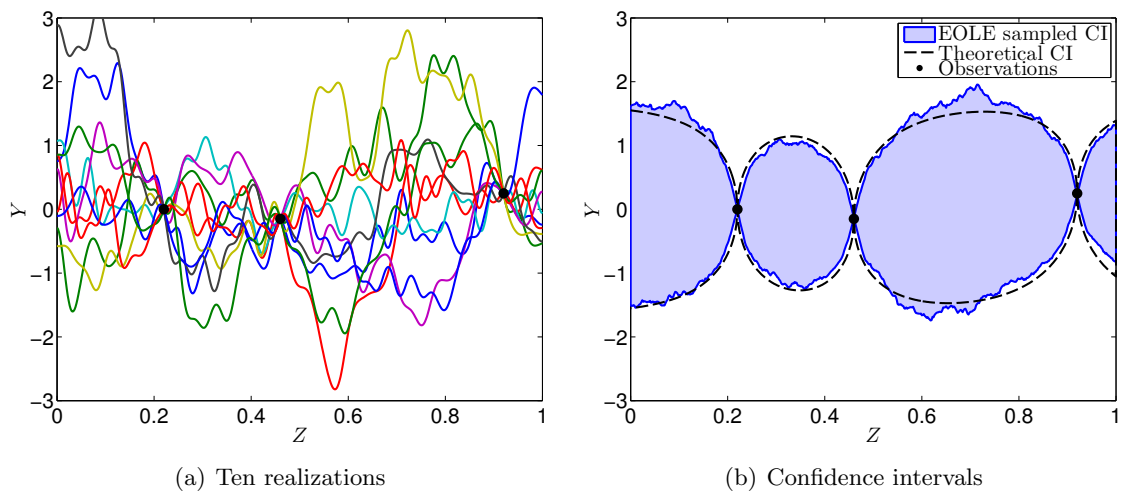 3
2
1
0
−1
−2
−3
0
0.2
0.4
0.6
0.8
1
Y
Z
(a) Ten realizations
3
2
1
0
−1
−2
−3
0
0.2
0.4
0.6
0.8
1
Y
Z
EOLE sampled CI
Theoretical CI
Observations
(b) Confidence intervals